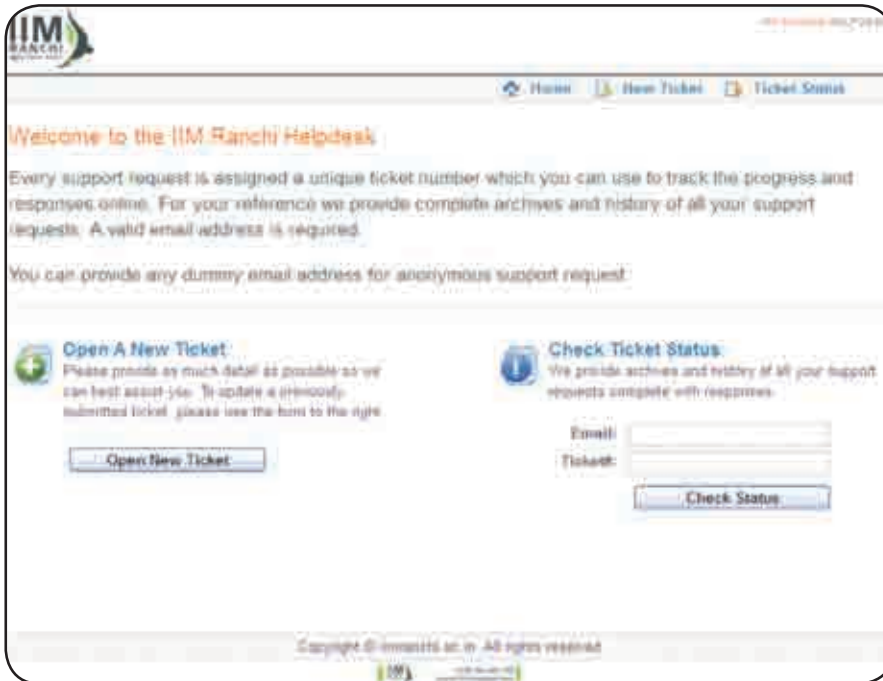 IIM
RANCHI
Home New Ticket Ticket Status
Welcome to the IIM Ranchi Helpdesk
Every support request is assigned a unique ticket number which you can use to track the progress and
responses online. For your reference we provide complete archives and history of all your support
requests. A valid email address is required.
You can provide any dummy email address for anonymous support request
Open A New Ticket
Please provide as much detail as possible so we
can best assist you. To update a previously
submitted ticket, please use the form to the right.
Open New Ticket
Check Ticket Status
We provide archives and history of all your support
requests complete with responses.
Email:
Ticket#:
Check Status
Copyright © iimranchi.ac.in. All rights reserved
IIM